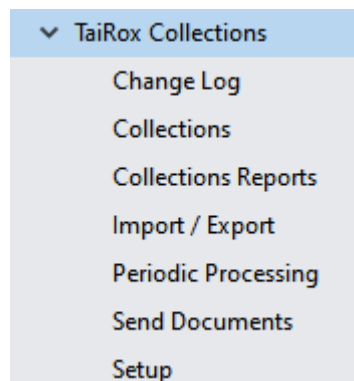 TaiRox Collections
Change Log
Collections
Collections Reports
Import / Export
Periodic Processing
Send Documents
Setup